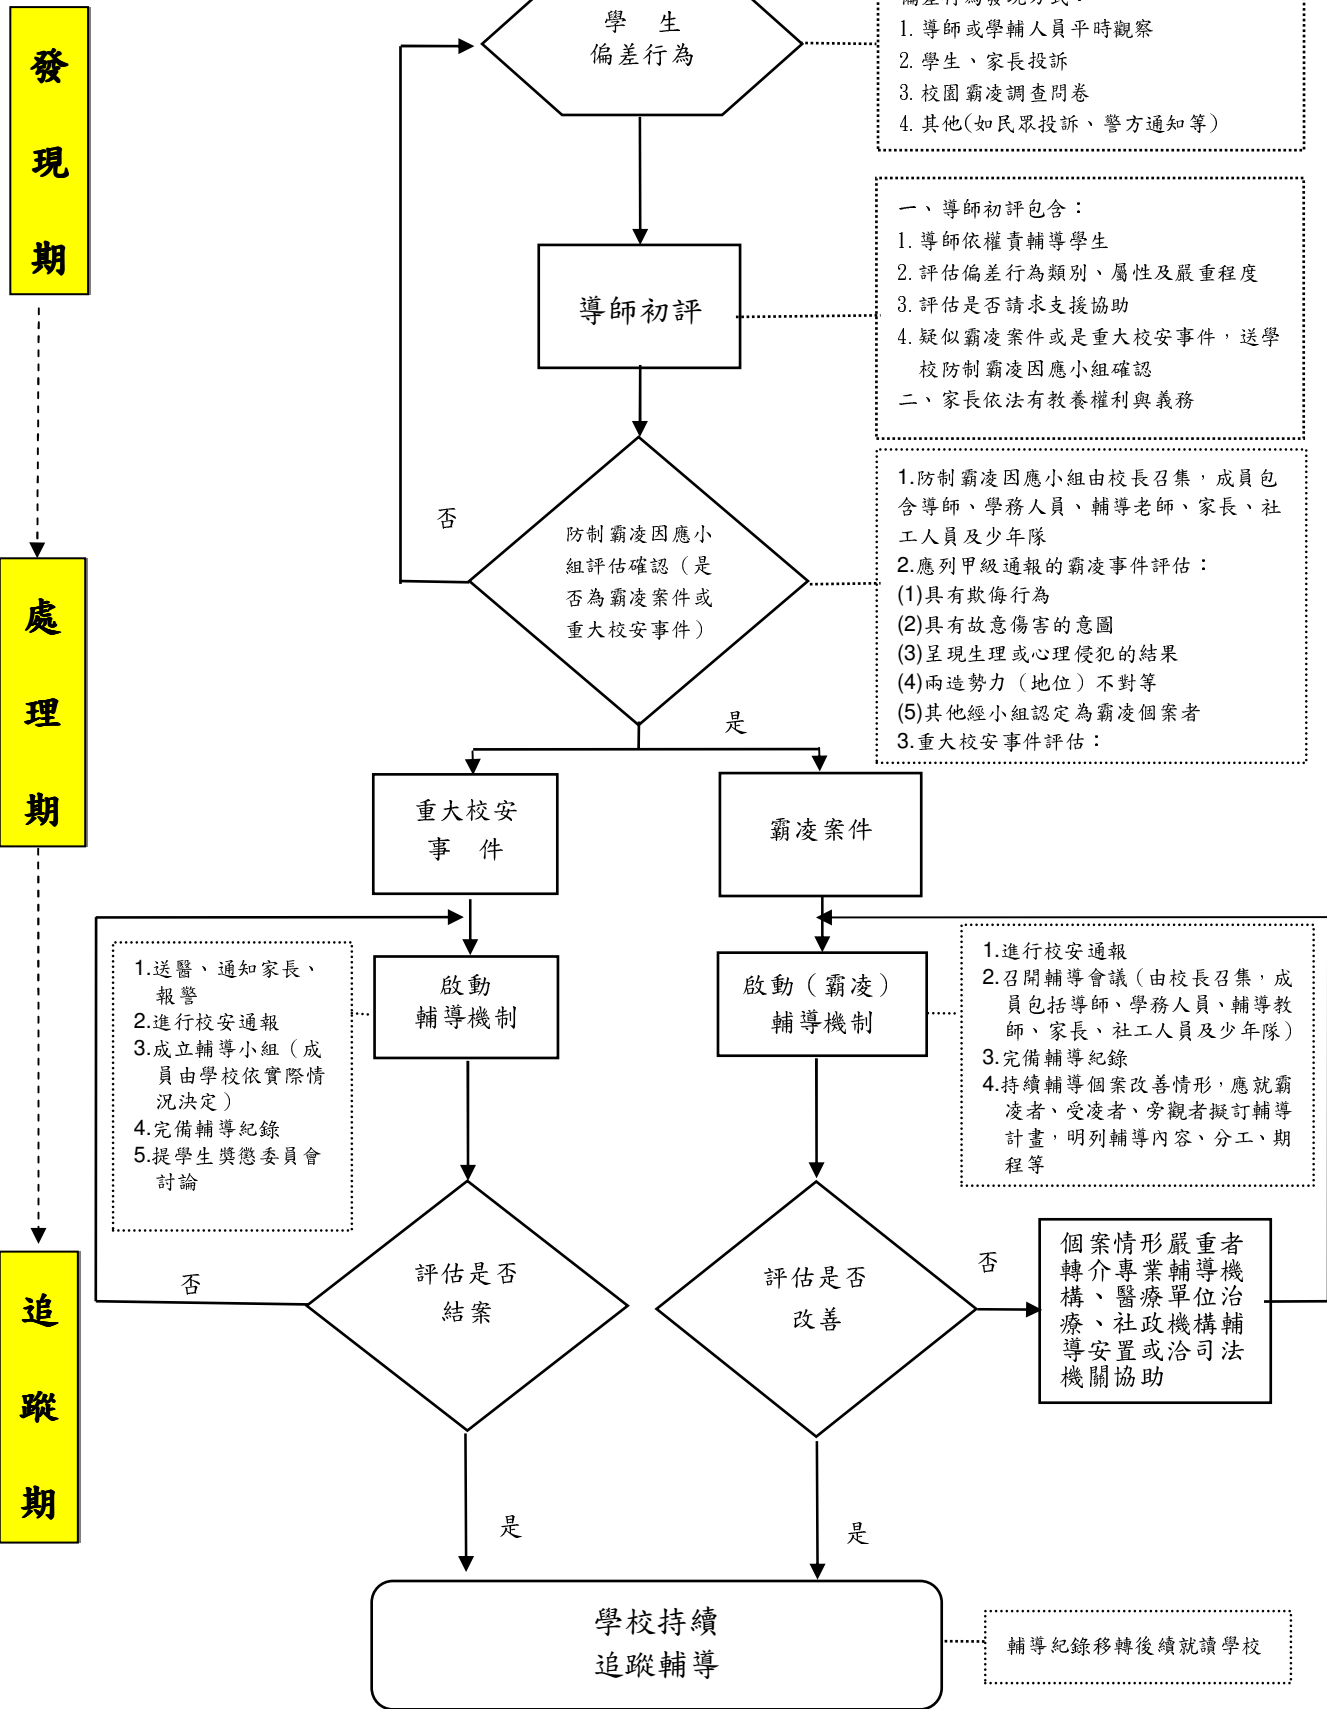 發
現
期
處
理
期
追
蹤
期
學 生
偏差行為
1. 導師或學輔人員平時觀察
2. 學生、家長投訴
3. 校園霸凌調查問卷
4. 其他(如民眾投訴、警方通知等)
導師初評
一、導師初評包含：
1. 導師依權責輔導學生
2. 評估偏差行為類別、屬性及嚴重程度
3. 評估是否請求支援協助
4. 疑似霸凌案件或是重大校安事件，送學
校防制霸凌因應小組確認
二、家長依法有教養權利與義務
否
防制霸凌因應小
組評估確認（是
否為霸凌案件或
重大校安事件）
是
1.防制霸凌因應小組由校長召集，成員包
含導師、學務人員、輔導老師、家長、社
工人員及少年隊
2.應列甲級通報的霸凌事件評估：
(1)具有欺侮行為
(2)具有故意傷害的意圖
(3)呈現生理或心理侵犯的結果
(4)兩造勢力（地位）不對等
(5)其他經小組認定為霸凌個案者
3.重大校安事件評估：
重大校安
事 件
霸凌案件
1.送醫、通知家長、
報警
2.進行校安通報
3.成立輔導小組（成
員由學校依實際情
況決定）
4.完備輔導紀錄
5.提學生獎懲委員會
討論
啟動
輔導機制
啟動（霸凌）
輔導機制
1.進行校安通報
2.召開輔導會議（由校長召集，成
員包括導師、學務人員、輔導教
師、家長、社工人員及少年隊）
3.完備輔導紀錄
4.持續輔導個案改善情形，應就霸
凌者、受凌者、旁觀者擬訂輔導
計畫，明列輔導內容、分工、期
程等
否
評估是否
結案
是
評估是否
改善
否
是
個案情形嚴重者
轉介專業輔導機
構、醫療單位治
療、社政機構輔
導安置或洽司法
機關協助
學校持續
追蹤輔導
輔導紀錄移轉後續就讀學校